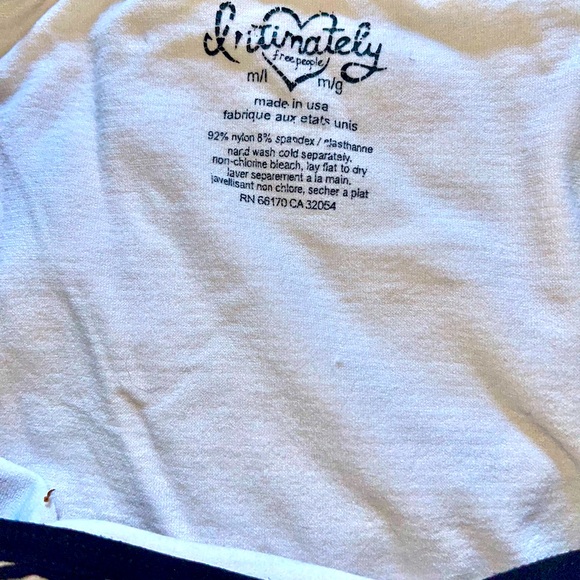 Intimately
free people
m/l m/g
made in usa
fabrique aux etats unis
92% nylon 8% spandex / elasthanne
hand wash cold separately,
non-chlorine bleach, lay flat to dry
laver separement a la main,
javellisant non chlore, secher a plat
RN 66170 CA 32054